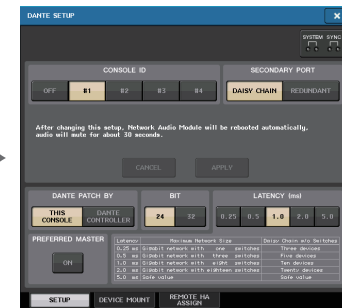 DANTE SETUP
SYSTEM SYNC
CONSOLE ID
SECONDARY PORT
OFF #1 #2 #3 #4
DAISY CHAIN REDUNDANT
After changing this setup, Network Audio Module will be rebooted automatically,
audio will mute for about 30 seconds.
CANCEL APPLY
DANTE PATCH BY
BIT
LATENCY (ms)
THIS CONSOLE
DANTE CONTROLLER
24 32
0.25 0.5 1.0 2.0 5.0
PREFERRED MASTER
ON
Latency Maximum Network Size Daisy Chain w/o Switches
0.25 ms Gigabit network with one switches Three devices
0.5 ms Gigabit network with three switches Five devices
1.0 ms Gigabit network with eight switches Ten devices
2.0 ms Gigabit network with eighteen switches Twenty devices
5.0 ms Safe value Safe value
SETUP
DEVICE MOUNT
REMOTE HA ASSIGN